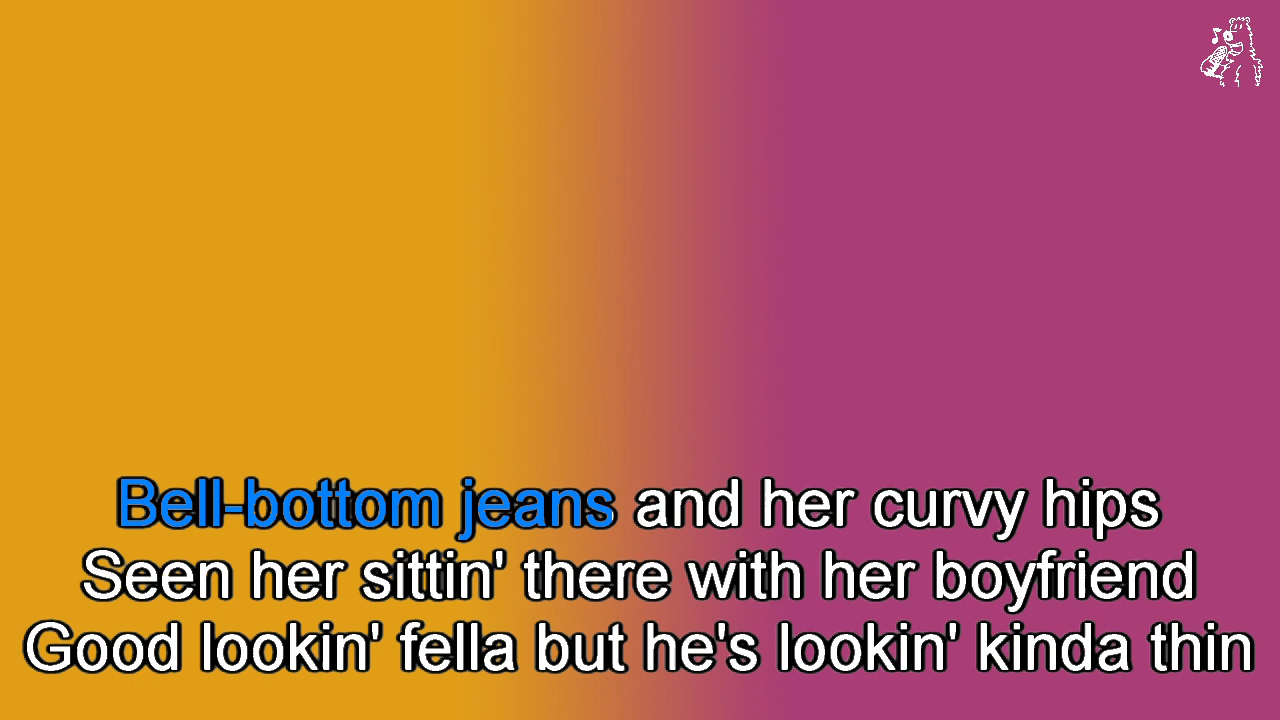 Bell-bottom jeans and her curvy hips
Seen her sittin' there with her boyfriend
Good lookin' fella but he's lookin' kinda thin